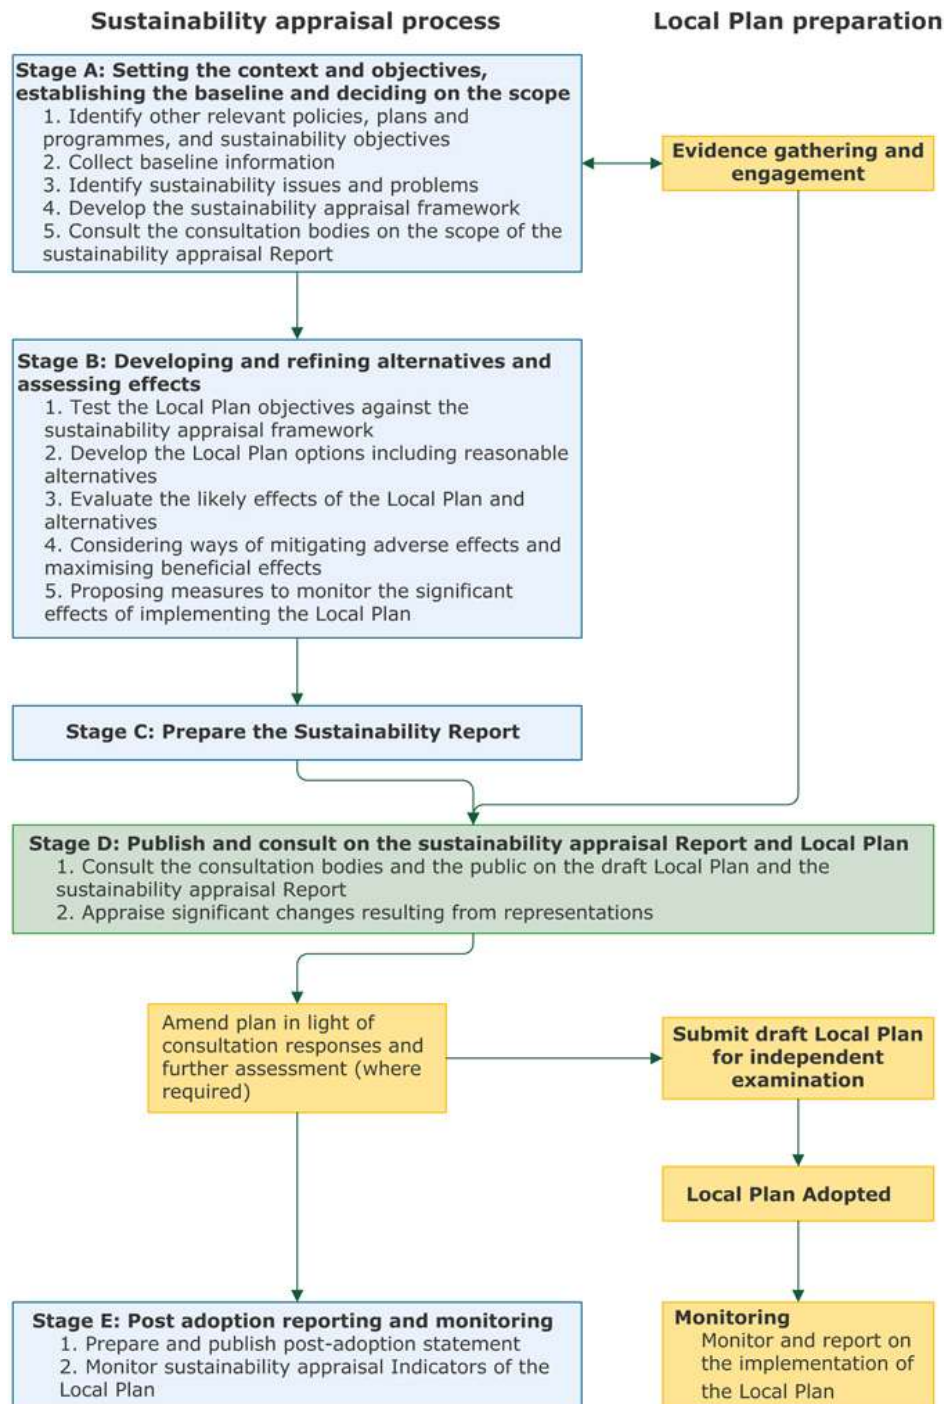 Sustainability appraisal process
Local Plan preparation
Stage A: Setting the context and objectives,
establishing the baseline and deciding on the scope
1. Identify other relevant policies, plans and
programmes, and sustainability objectives
2. Collect baseline information
3. Identify sustainability issues and problems
4. Develop the sustainability appraisal framework
5. Consult the consultation bodies on the scope of the
sustainability appraisal Report
Evidence gathering and
engagement
Stage B: Developing and refining alternatives and
assessing effects
1. Test the Local Plan objectives against the
sustainability appraisal framework
2. Develop the Local Plan options including reasonable
alternatives
3. Evaluate the likely effects of the Local Plan and
alternatives
4. Considering ways of mitigating adverse effects and
maximising beneficial effects
5. Proposing measures to monitor the significant
effects of implementing the Local Plan
Stage C: Prepare the Sustainability Report
Stage D: Publish and consult on the sustainability appraisal Report and Local Plan
1. Consult the consultation bodies and the public on the draft Local Plan and the
sustainability appraisal Report
2. Appraise significant changes resulting from representations
Amend plan in light of
consultation responses and
further assessment (where
required)
Submit draft Local Plan
for independent
examination
Local Plan Adopted
Stage E: Post adoption reporting and monitoring
1. Prepare and publish post-adoption statement
2. Monitor sustainability appraisal Indicators of the
Local Plan
Monitoring
Monitor and report on
the implementation of
the Local Plan